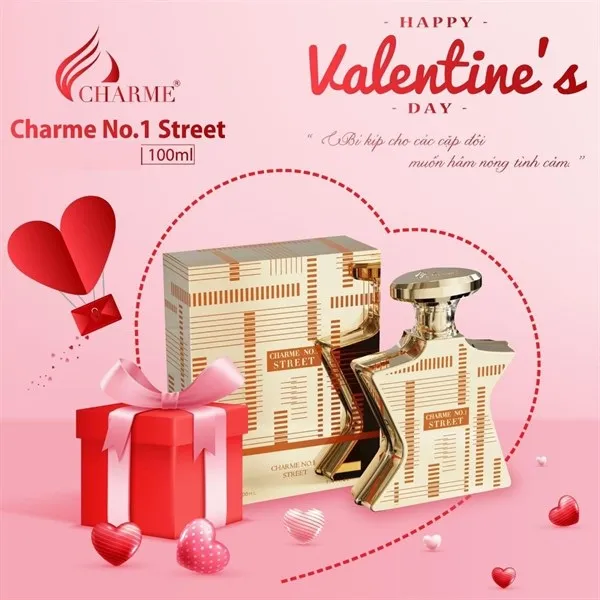 CHARME®
Charme No.1 Street
100ml
- HAPPY -
Valentine's
- DAY -
“ Bí kíp cho các cặp đôi
muốn hâm nóng tình cảm. ”
CHARME NO.1
STREET
CHARME NO.1
STREET
CHARME NO.1
STREET